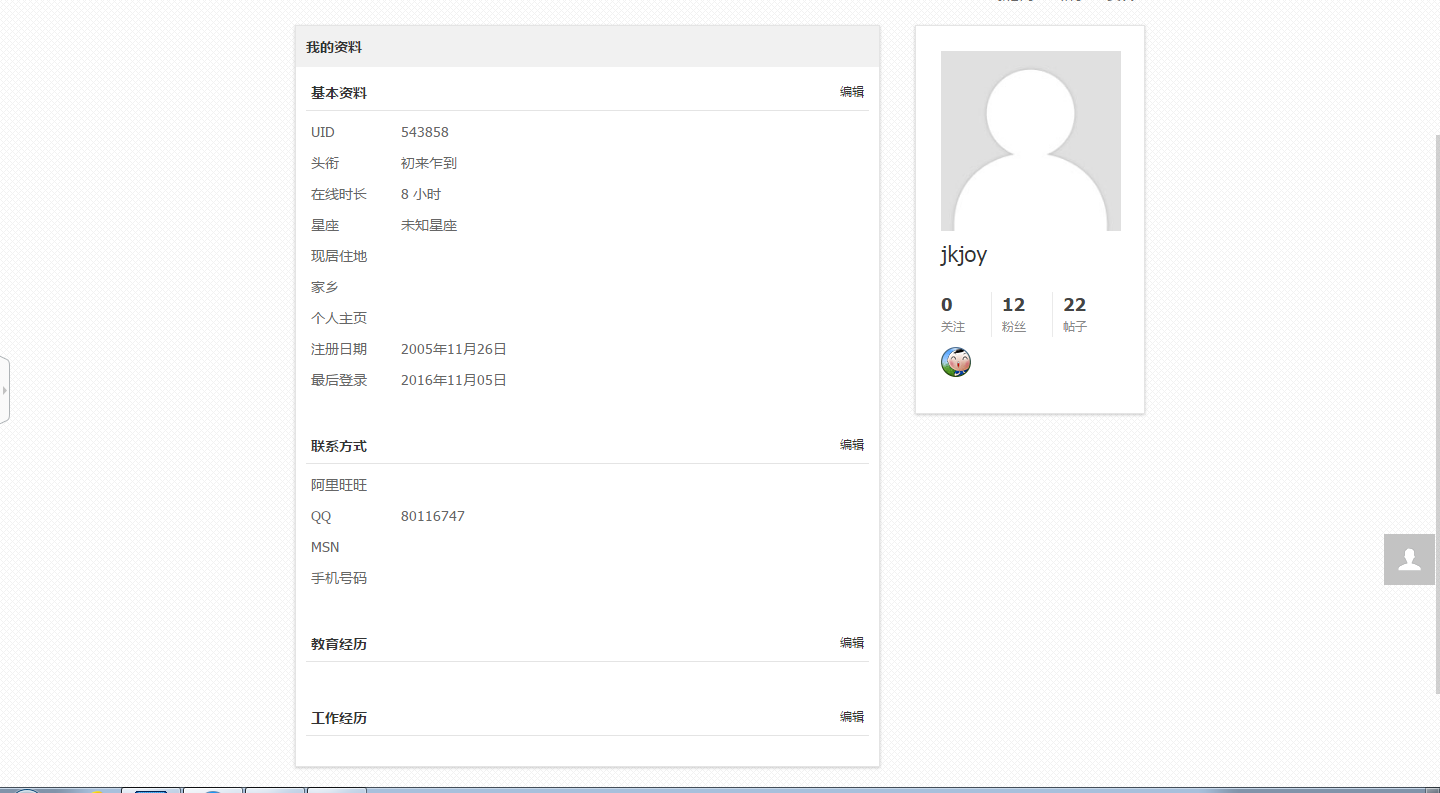 我的资料
基本资料 编辑
UID 543858
头衔 初来乍到
在线时长 8 小时
星座 未知星座
现居住地
家乡
个人主页
注册日期 2005年11月26日
最后登录 2016年11月05日
联系方式 编辑
阿里旺旺
QQ 80116747
MSN
手机号码
教育经历 编辑
工作经历 编辑
jkjoy
0 12 22
关注 粉丝 帖子